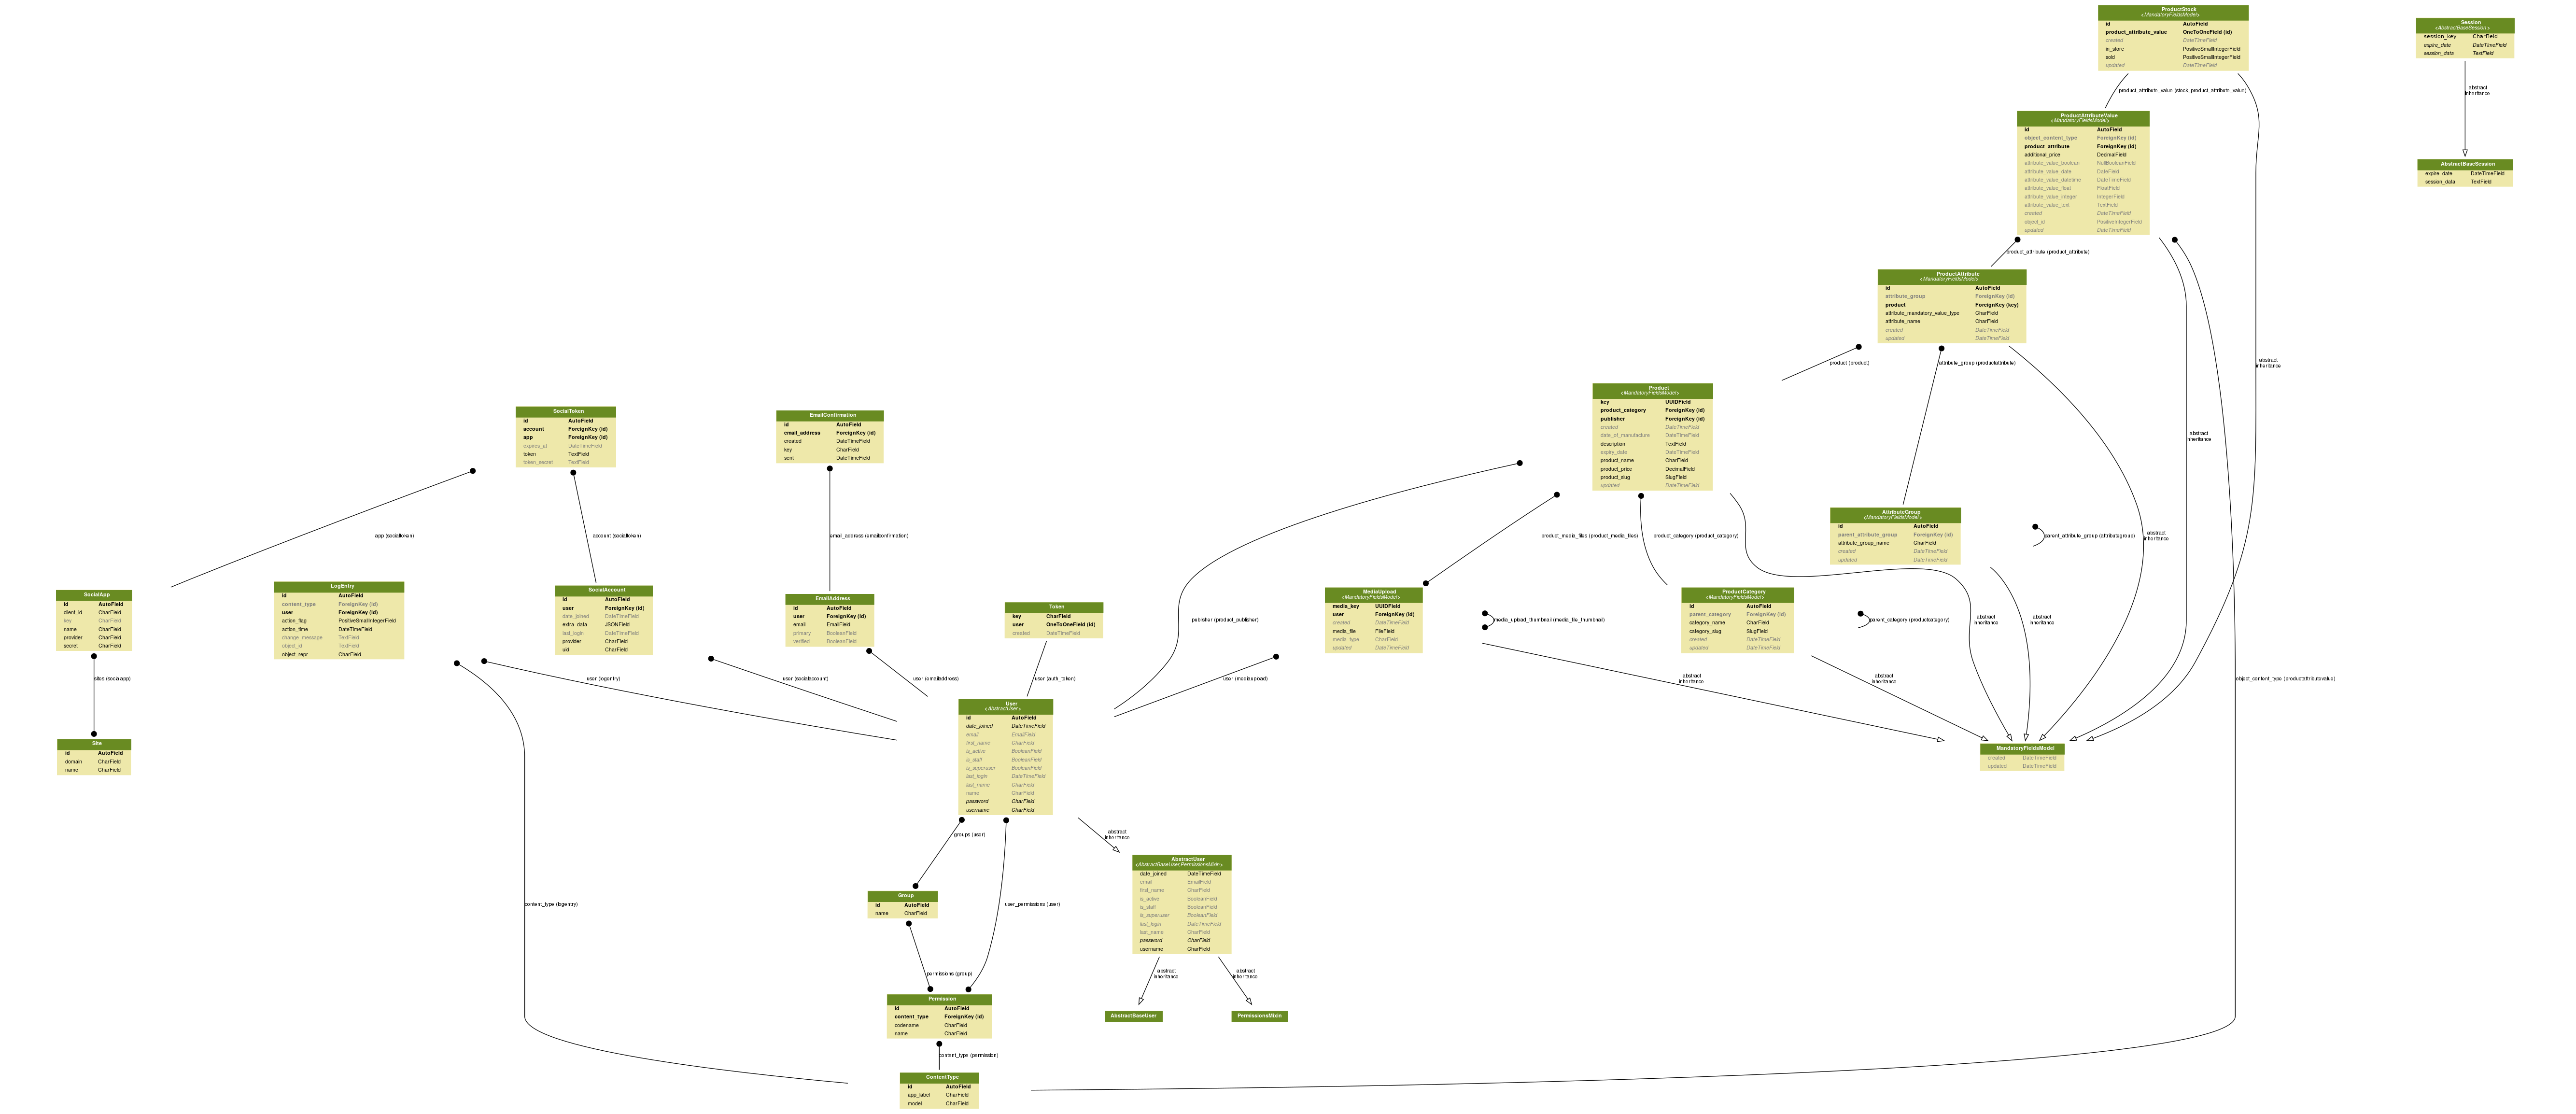 ProductStock
<MandatoryFieldsModel>
id AutoField
product_attribute_value OneToOneField (id)
created DateTimeField
in_store PositiveSmallIntegerField
sold PositiveSmallIntegerField
updated DateTimeField
Session
<AbstractBaseSession>
session_key CharField
expire_date DateTimeField
session_data TextField
product_attribute_value (stock_product_attribute_value)
abstract
inheritance
ProductAttributeValue
<MandatoryFieldsModel>
id AutoField
object_content_type ForeignKey (id)
product_attribute ForeignKey (id)
additional_price DecimalField
attribute_value_boolean NullBooleanField
attribute_value_date DateField
attribute_value_datetime DateTimeField
attribute_value_float FloatField
attribute_value_integer IntegerField
attribute_value_text TextField
created DateTimeField
object_id PositiveIntegerField
updated DateTimeField
AbstractBaseSession
expire_date DateTimeField
session_data TextField
product_attribute (product_attribute)
ProductAttribute
<MandatoryFieldsModel>
id AutoField
attribute_group ForeignKey (id)
product ForeignKey (key)
attribute_mandatory_value_type CharField
attribute_name CharField
created DateTimeField
updated DateTimeField
product (product)
attribute_group (productattribute)
abstract
inheritance
Product
<MandatoryFieldsModel>
key UUIDField
product_category ForeignKey (id)
publisher ForeignKey (id)
created DateTimeField
date_of_manufacture DateTimeField
description TextField
expiry_date DateTimeField
product_name CharField
product_price DecimalField
product_slug SlugField
updated DateTimeField
abstract
inheritance
SocialToken
id AutoField
account ForeignKey (id)
app ForeignKey (id)
expires_at DateTimeField
token TextField
token_secret TextField
EmailConfirmation
id AutoField
email_address ForeignKey (id)
created DateTimeField
key CharField
sent DateTimeField
AttributeGroup
<MandatoryFieldsModel>
id AutoField
parent_attribute_group ForeignKey (id)
attribute_group_name CharField
created DateTimeField
updated DateTimeField
app (socialtoken)
account (socialtoken)
email_address (emailconfirmation)
product_media_files (product_media_files)
product_category (product_category)
parent_attribute_group (attributegroup)
abstract
inheritance
SocialApp
id AutoField
client_id CharField
key CharField
name CharField
provider CharField
secret CharField
LogEntry
id AutoField
content_type ForeignKey (id)
user ForeignKey (id)
action_flag PositiveSmallIntegerField
action_time DateTimeField
change_message TextField
object_id TextField
object_repr CharField
SocialAccount
id AutoField
user ForeignKey (id)
date_joined DateTimeField
extra_data JSONField
last_login DateTimeField
provider CharField
uid CharField
EmailAddress
id AutoField
user ForeignKey (id)
email EmailField
primary BooleanField
verified BooleanField
Token
key CharField
user OneToOneField (id)
created DateTimeField
publisher (product_publisher)
MediaUpload
<MandatoryFieldsModel>
media_key UUIDField
user ForeignKey (id)
created DateTimeField
media_file FileField
media_type CharField
updated DateTimeField
media_upload_thumbnail (media_file_thumbnail)
ProductCategory
<MandatoryFieldsModel>
id AutoField
parent_category ForeignKey (id)
category_name CharField
category_slug SlugField
created DateTimeField
updated DateTimeField
parent_category (productcategory)
abstract
inheritance
abstract
inheritance
sites (socialapp)
user (logentry)
user (socialaccount)
user (emailaddress)
user (auth_token)
user (mediaupload)
abstract
inheritance
abstract
inheritance
object_content_type (productattributevalue)
Site
id AutoField
domain CharField
name CharField
User
<AbstractUser>
id AutoField
date_joined DateTimeField
email EmailField
first_name CharField
is_active BooleanField
is_staff BooleanField
is_superuser BooleanField
last_login DateTimeField
last_name CharField
name CharField
password CharField
username CharField
MandatoryFieldsModel
created DateTimeField
updated DateTimeField
groups (user)
abstract
inheritance
AbstractUser
<AbstractBaseUser,PermissionsMixin>
date_joined DateTimeField
email EmailField
first_name CharField
is_active BooleanField
is_staff BooleanField
is_superuser BooleanField
last_login DateTimeField
last_name CharField
password CharField
username CharField
Group
id AutoField
name CharField
content_type (logentry)
user_permissions (user)
permissions (group)
abstract
inheritance
abstract
inheritance
Permission
id AutoField
content_type ForeignKey (id)
codename CharField
name CharField
AbstractBaseUser
PermissionsMixin
content_type (permission)
ContentType
id AutoField
app_label CharField
model CharField